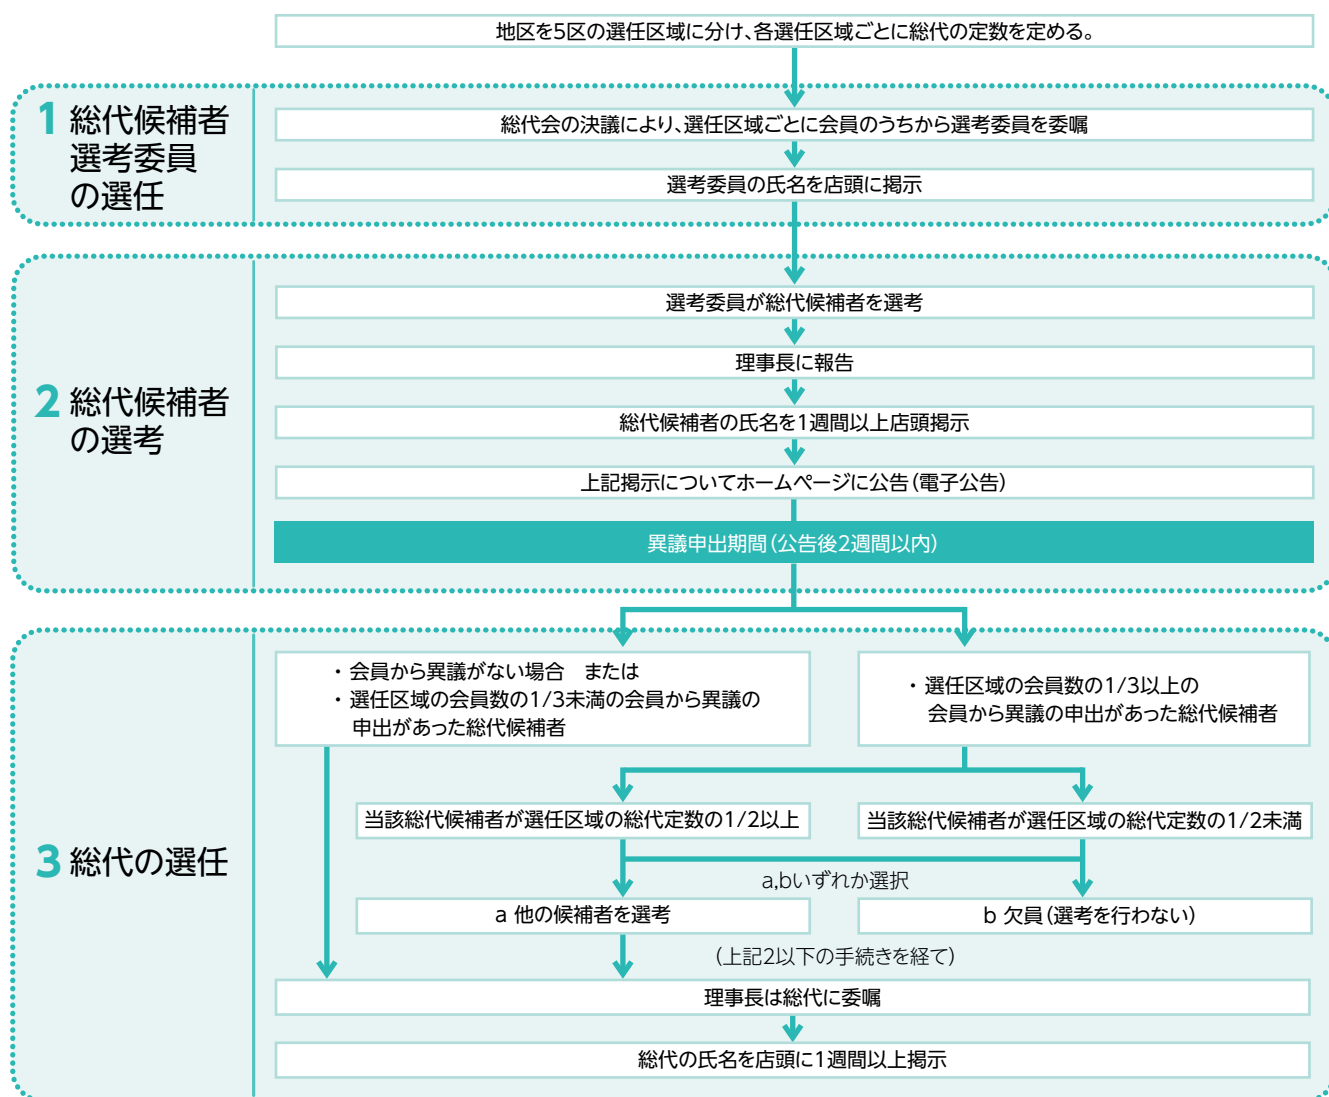 地区を5区の選任区域に分け、各選任区域ごとに総代の定数を定める。
1 総代候補者
選考委員
の選任
総代会の決議により、選任区域ごとに会員のうちから選考委員を委嘱
選考委員の氏名を店頭に掲示
2 総代候補者
の選考
選考委員が総代候補者を選考
理事長に報告
総代候補者の氏名を1週間以上店頭掲示
上記掲示についてホームページに公告(電子公告)
異議申出期間(公告後2週間以内)
3 総代の選任
・会員から異議がない場合　または
・選任区域の会員数の1/3未満の会員から異議の
申出があった総代候補者
・選任区域の会員数の1/3以上の
会員から異議の申出があった総代候補者
当該総代候補者が選任区域の総代定数の1/2以上
当該総代候補者が選任区域の総代定数の1/2未満
a,bいずれか選択
a 他の候補者を選考
b 欠員(選考を行わない)
(上記2以下の手続きを経て)
理事長は総代に委嘱
総代の氏名を店頭に1週間以上掲示